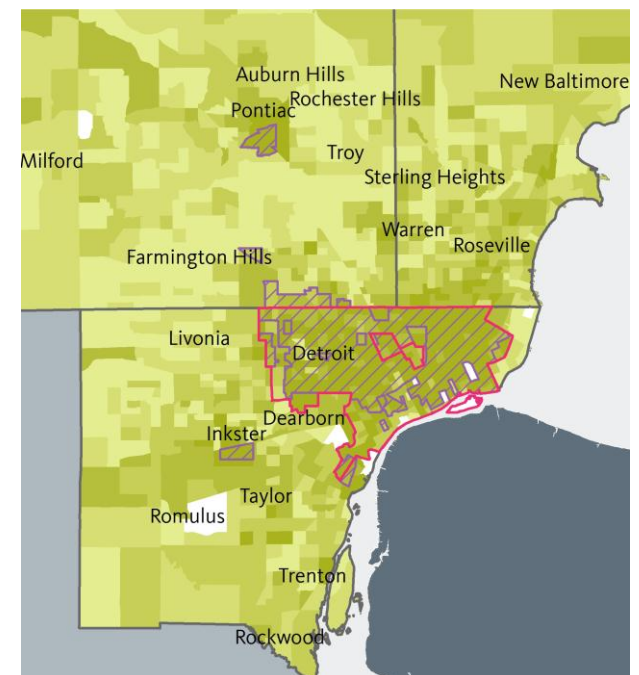 Auburn Hills
New Baltimore
Rochester Hills
Pontiac
Milford
Troy
Sterling Heights
Warren
Roseville
Farmington Hills
Livonia
Detroit
Dearborn
Inkster
Taylor
Romulus
Trenton
Rockwood